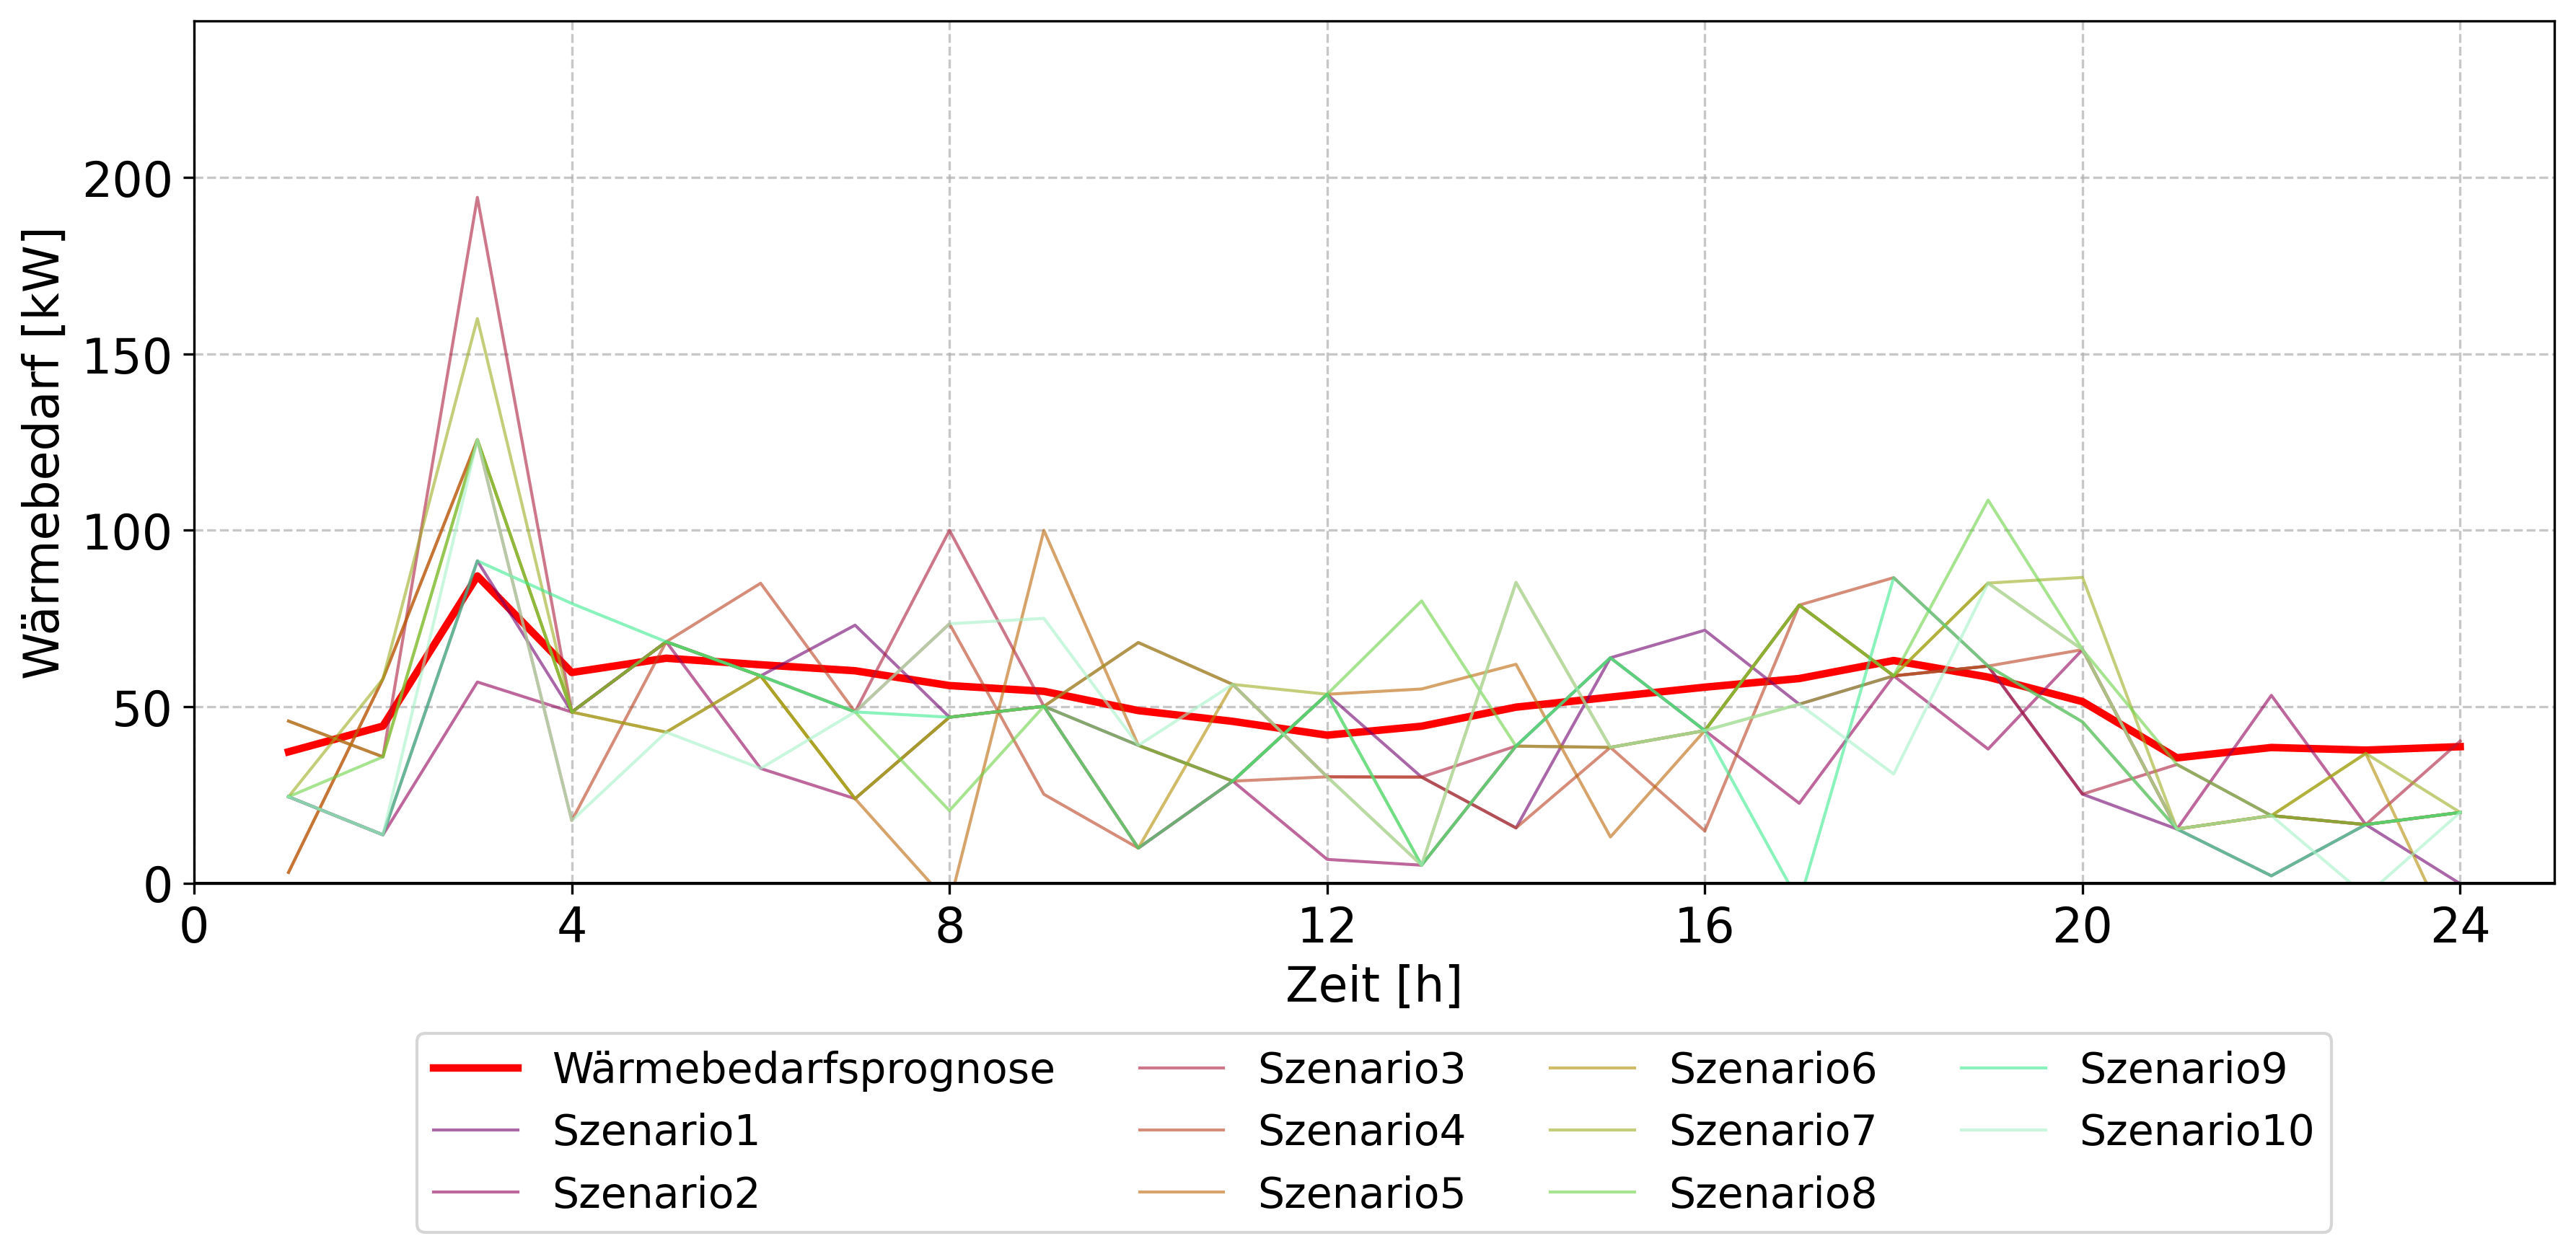 Wärmebedarf [kW]
200
150
100
50
0
0 4 8 12 16 20 24
Zeit [h]
Wärmebedarfsprognose Szenario3 Szenario6 Szenario9
Szenario1 Szenario4 Szenario7 Szenario10
Szenario2 Szenario5 Szenario8